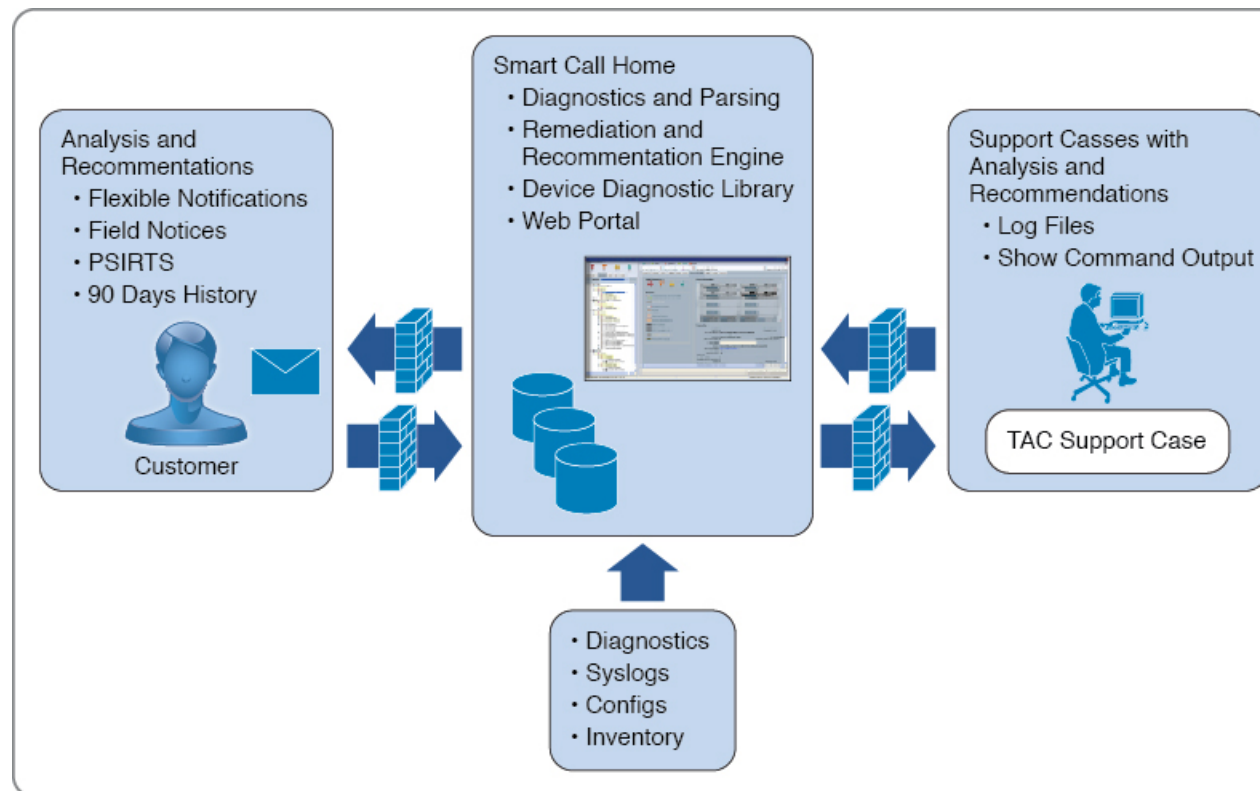 Analysis and
Recommentations
• Flexible Notifications
• Field Notices
• PSIRTS
• 90 Days History
Customer
Smart Call Home
• Diagnostics and Parsing
• Remediation and
Recommentation Engine
• Device Diagnostic Library
• Web Portal
Support Casses with
Analysis and
Recommendations
• Log Files
• Show Command Output
TAC Support Case
• Diagnostics
• Syslogs
• Configs
• Inventory